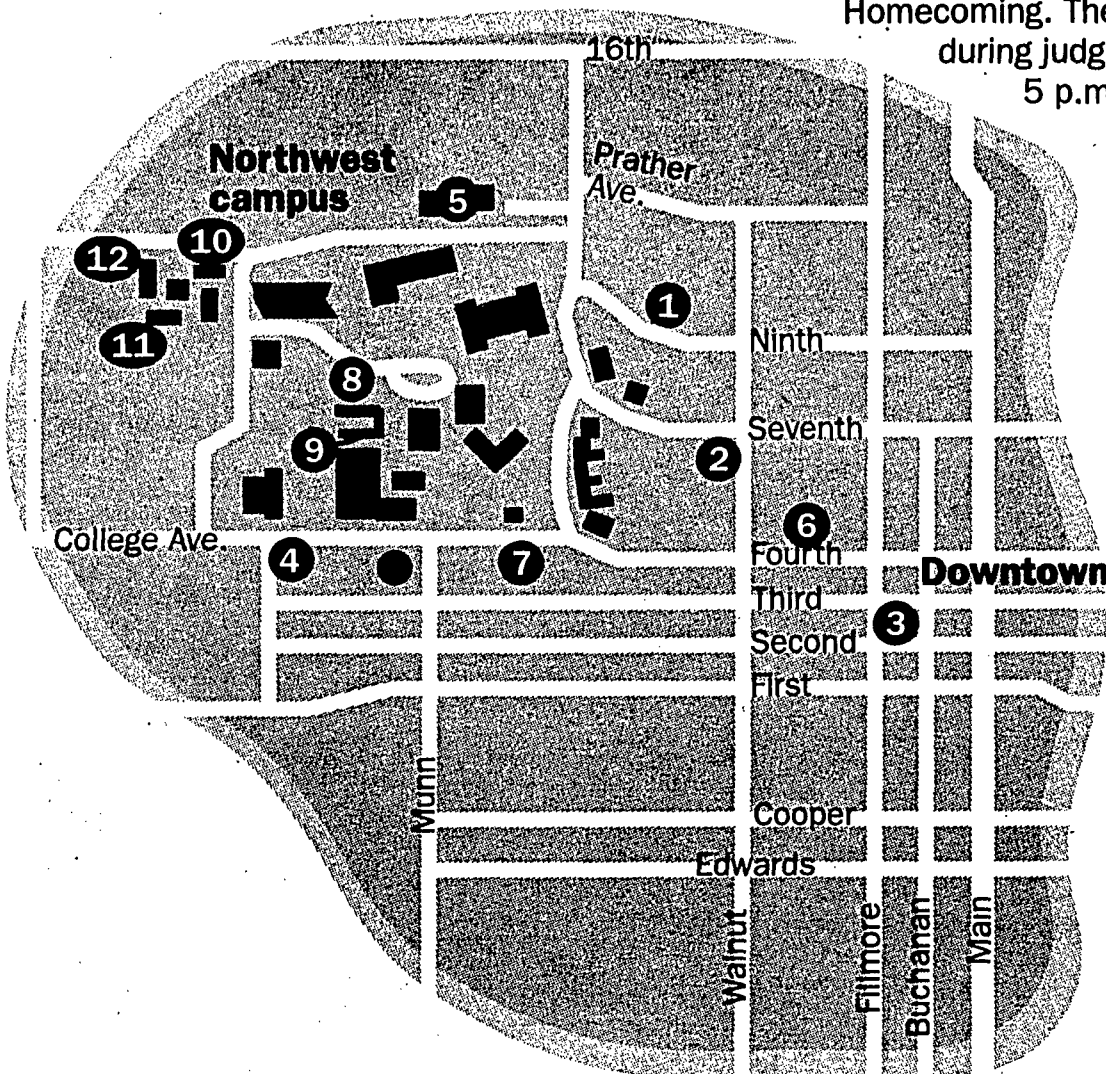 Homecoming. The
during judg
5 p.m
16th
Prather
Ave.
Northwest
campus
5
10
12
11
1
Ninth
8
9
Seventh
2
6
College Ave.
4
7
Fourth
Downtown
Third
3
Second
First
Munn
Cooper
Edwards
Walnut
Fillmore
Buchanan
Main